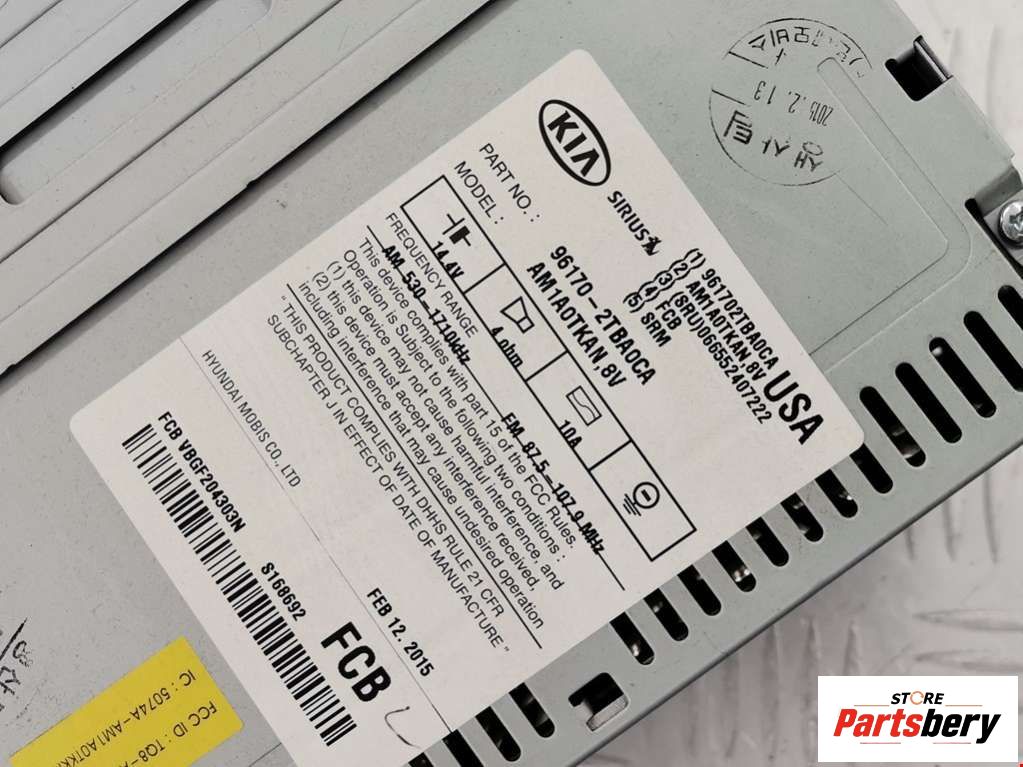 KIA
SIRIUS
PART NO. : 96170-2TBA0CA
MODEL : AM1A0TKAN,8V
(1) 961702TBA0CA
(2) AM1A0TKAN,8V
(3) (SRU)066552407222
(4) FCB
(5) SRM
USA
14.4V
4 ohm
10A
FREQUENCY RANGE
AM 530-1710kHz FM 87.5-107.9 MHz
This device complies with part 15 of the FCC Rules,
Operation is Subject to the following two conditions :
(1) this device may not cause harmful interference, and
(2) this device must accept any interference received,
including interference that may cause undesired operation
" THIS PRODUCT COMPLIES WITH DHHS RULE 21 CFR
SUBCHAPTER J IN EFFECT OF DATE OF MANUFACTURE "
HYUNDAI MOBIS CO., LTD
FEB 12. 2015
FCB VBGF204303N
S168692
FCB
FCC ID : TQ8-
IC : 5074A-AM1A0TKK
2015. 2. 13
STORE
Partsbery